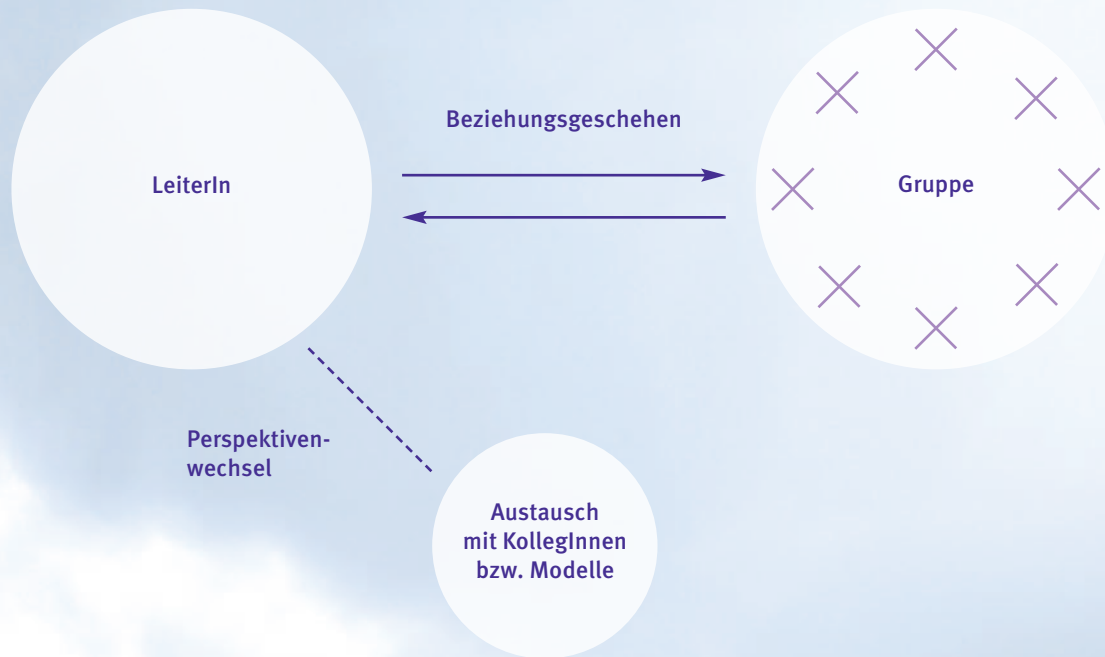 Beziehungsgeschehen
LeiterIn
Gruppe
Perspektiven-
wechsel
Austausch
mit KollegInnen
bzw. Modelle